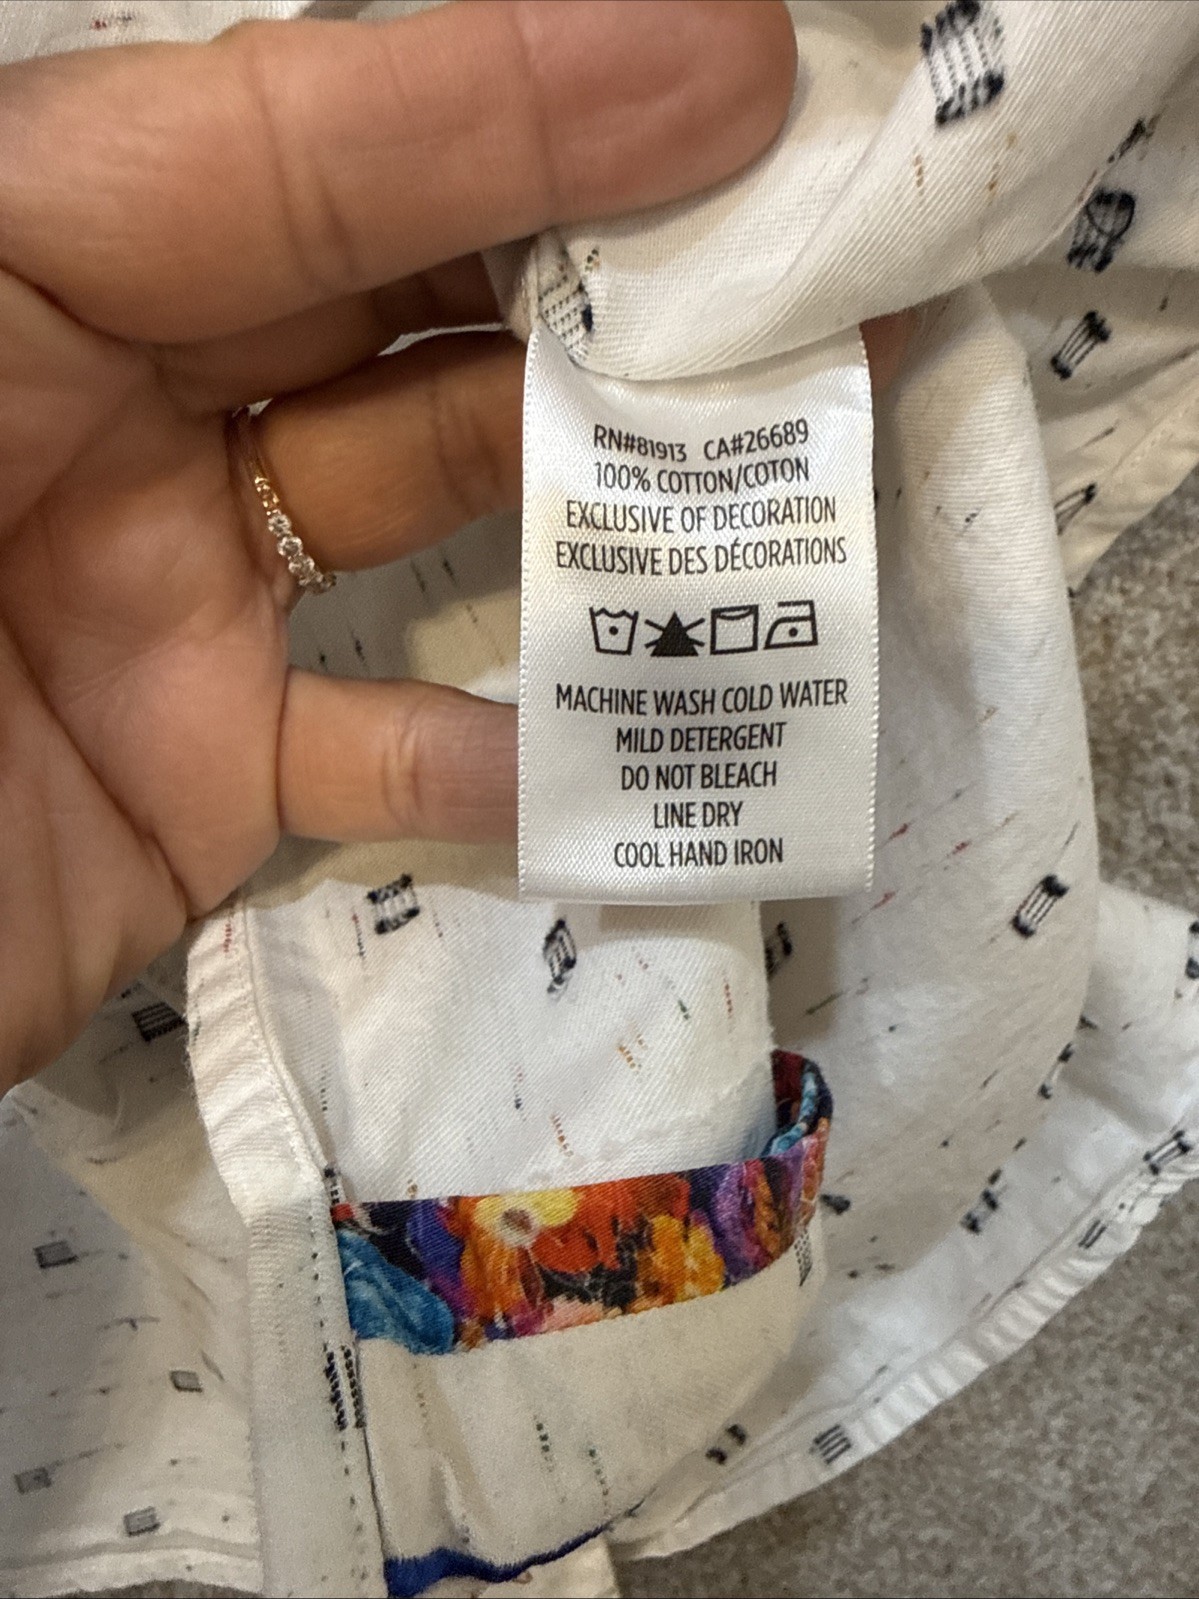 RN#81913 CA#26689
100% COTTON/COTON
EXCLUSIVE OF DECORATION
EXCLUSIVE DES DÉCORATIONS
MACHINE WASH COLD WATER
MILD DETERGENT
DO NOT BLEACH
LINE DRY
COOL HAND IRON